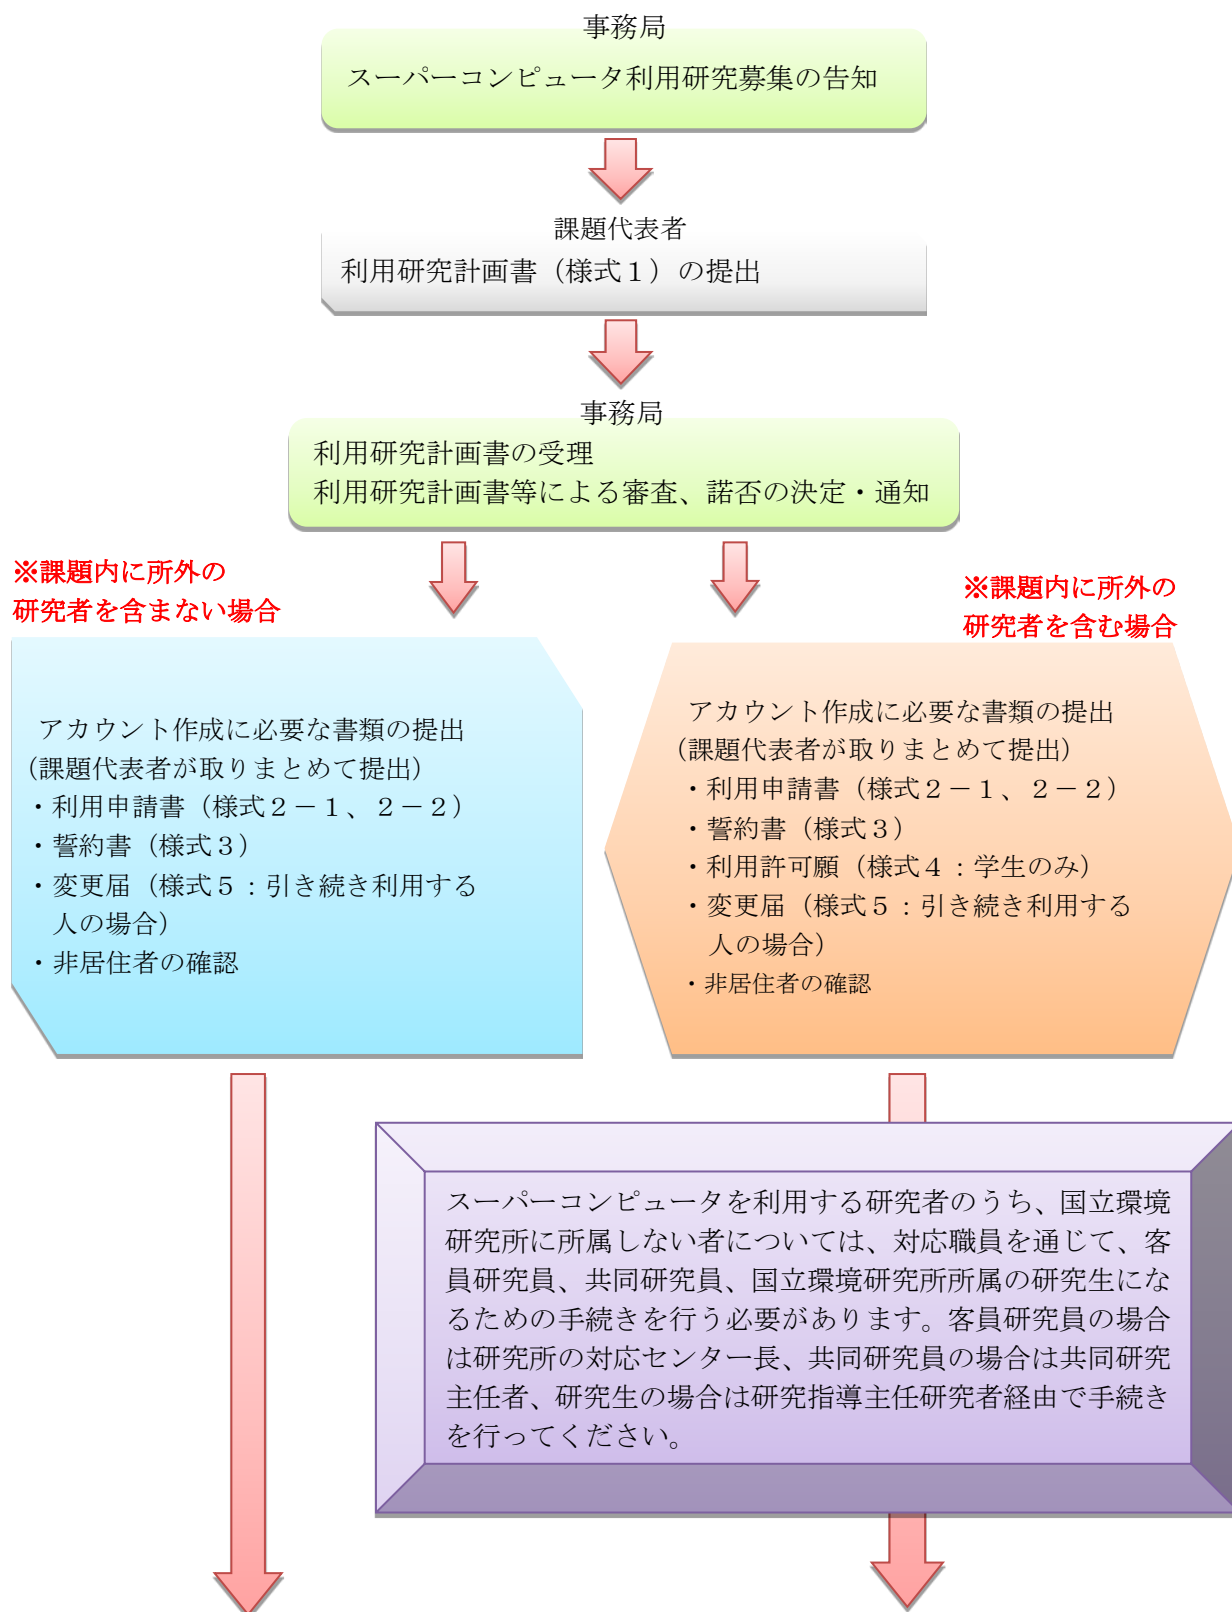 事務局
スーパーコンピュータ利用研究募集の告知
課題代表者
利用研究計画書（様式１）の提出
事務局
利用研究計画書の受理
利用研究計画書等による審査、諾否の決定・通知
※課題内に所外の
研究者を含まない場合
アカウント作成に必要な書類の提出
(課題代表者が取りまとめて提出)
・利用申請書（様式２－１、２－２）
・誓約書（様式３）
・変更届（様式５：引き続き利用する
人の場合）
・非居住者の確認
※課題内に所外の
研究者を含む場合
アカウント作成に必要な書類の提出
(課題代表者が取りまとめて提出)
・利用申請書（様式２－１、２－２）
・誓約書（様式３）
・利用許可願（様式４：学生のみ）
・変更届（様式５：引き続き利用する
人の場合）
・非居住者の確認
スーパーコンピュータを利用する研究者のうち、国立環境
研究所に所属しない者については、対応職員を通じて、客
員研究員、共同研究員、国立環境研究所所属の研究生にな
るための手続きを行う必要があります。客員研究員の場合
は研究所の対応センター長、共同研究員の場合は共同研究
主任者、研究生の場合は研究指導主任研究者経由で手続き
を行ってください。